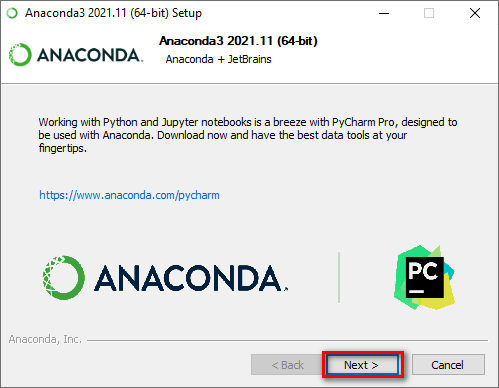 Anaconda3 2021.11 (64-bit) Setup
ANACONDA.
Anaconda3 2021.11 (64-bit)
Anaconda + JetBrains
Working with Python and Jupyter notebooks is a breeze with PyCharm Pro, designed to
be used with Anaconda. Download now and have the best data tools at your
fingertips.
https://www.anaconda.com/pycharm
ANACONDA.
PC
Anaconda, Inc.
< Back
Next >
Cancel